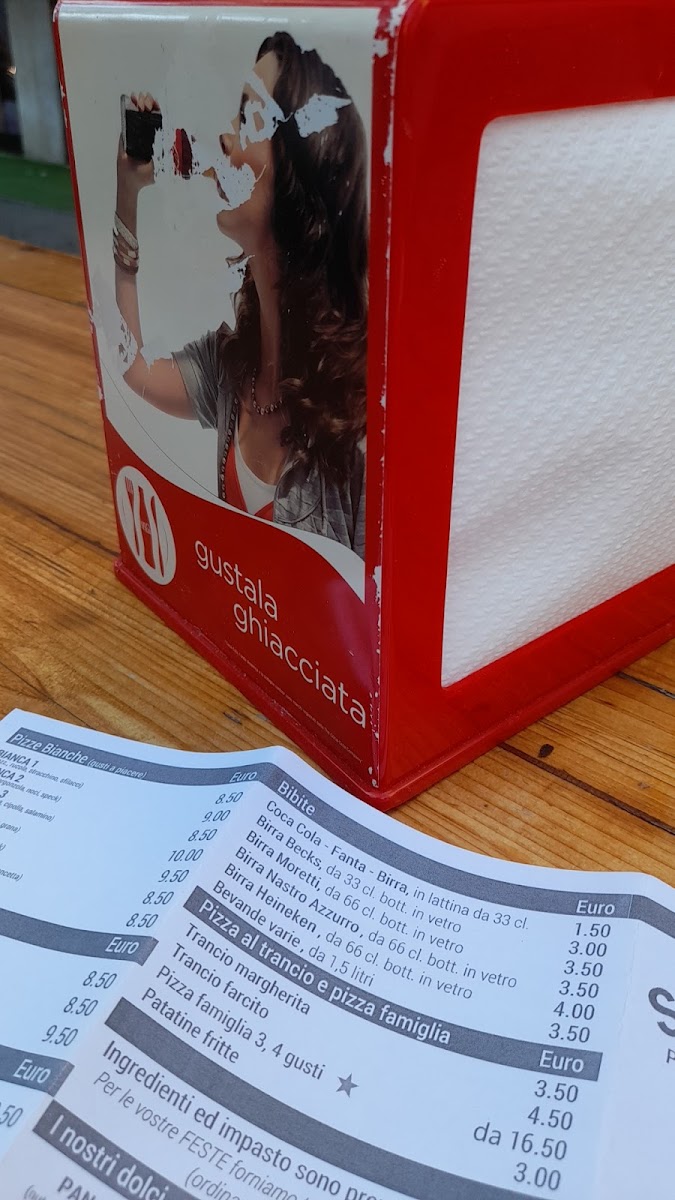 gustala
ghiacciata
Pizze Bianche (gusti a piacere) Euro
BIANCA 1
8.50
9.00
8.50
10.00
9.50
8.50
8.50
Euro
8.50
8.50
9.50
Euro
Bibite Euro
Coca Cola - Fanta - Birra, in lattina da 33 cl. 1.50
Birra Becks, da 33 cl. bott. in vetro 3.00
Birra Moretti, da 66 cl. bott. in vetro 3.50
Birra Nastro Azzurro, da 66 cl. bott. in vetro 3.50
Birra Heineken, da 66 cl. bott. in vetro 4.00
Bevande varie, da 1,5 litri 3.50
Pizza al trancio e pizza famiglia Euro
Trancio margherita 3.50
Trancio farcito 4.50
Pizza famiglia 3, 4 gusti da 16.50
Patatine fritte 3.00
Ingredienti ed impasto sono
Per le vostre FESTE forniamo
I nostri dolci